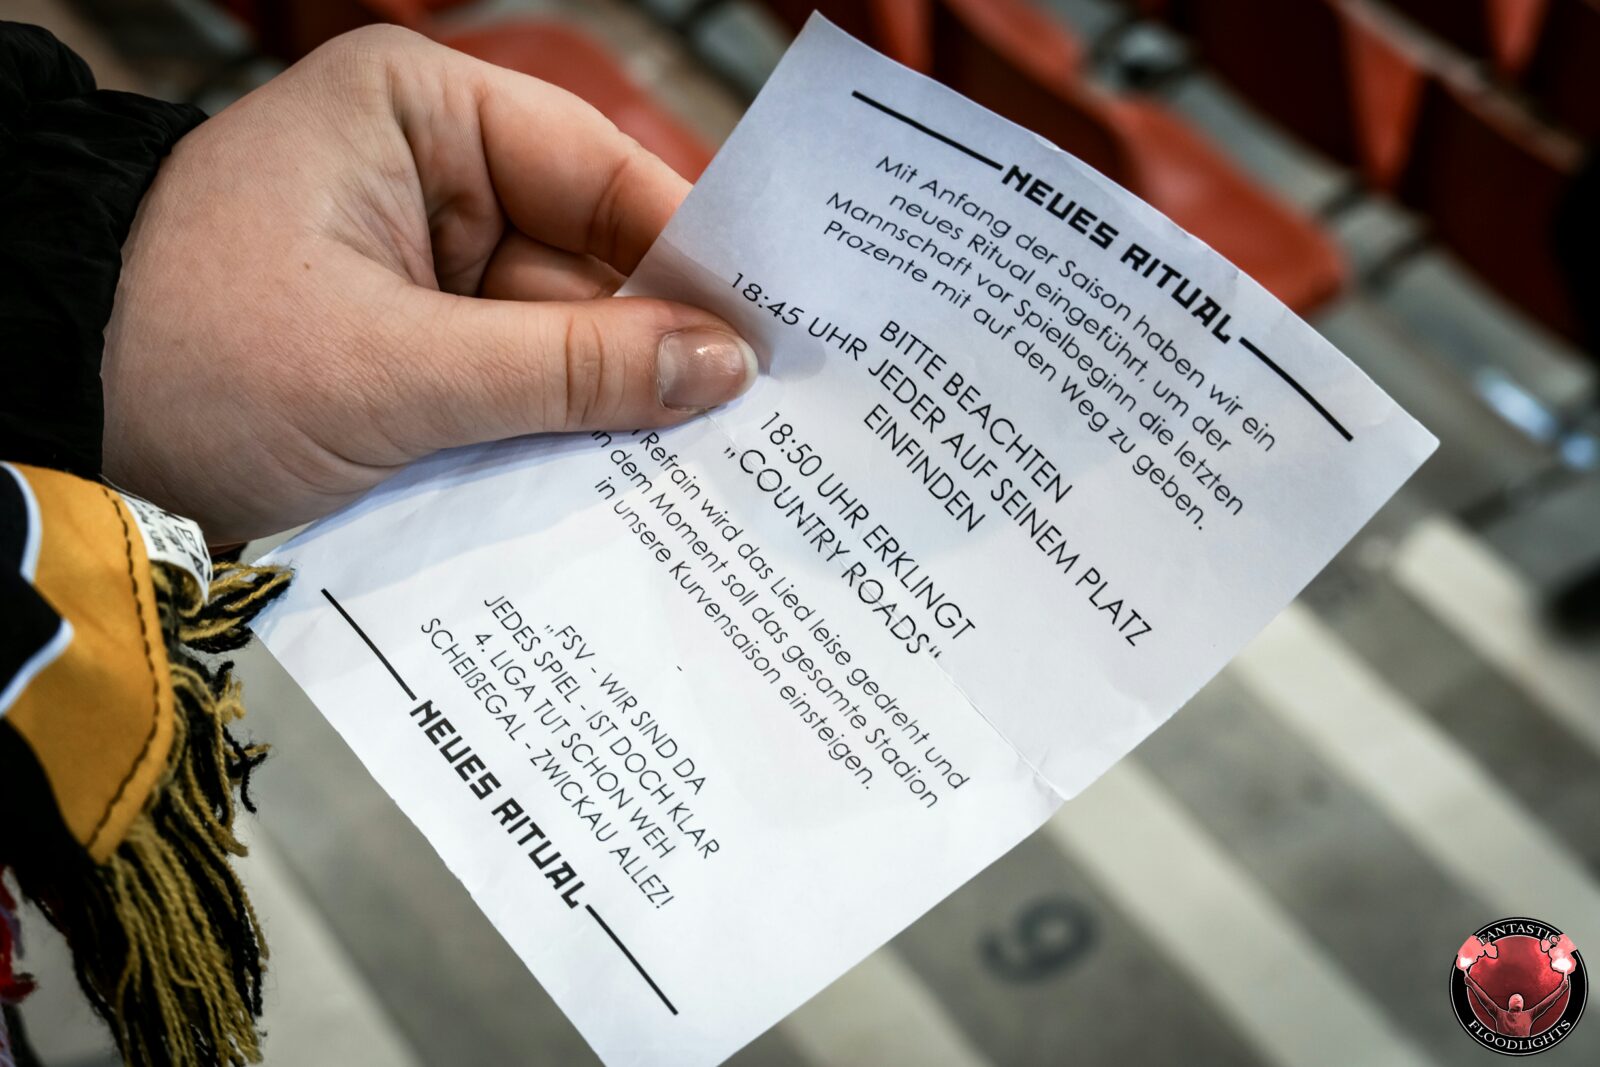 NEUES RITUAL
Mit Anfang der Saison haben wir ein
neues Ritual eingeführt, um der
Mannschaft vor Spielbeginn die letzten
Prozente mit auf den Weg zu geben.
BITTE BEACHTEN
18:45 UHR JEDER AUF SEINEM PLATZ
EINFINDEN
18:50 UHR ERKLINGT
„COUNTRY ROADS“
Refrain wird das Lied leise gedreht und
in dem Moment soll das gesamte Stadion
in unsere Kurvensaison einsteigen.
-
„FSV - WIR SIND DA
JEDES SPIEL - IST DOCH KLAR
4. LIGA TUT SCHON WEH
SCHEIßEGAL - ZWICKAU ALLEZ!
NEUES RITUAL
9
FANTASTIC
FLOODLIGHTS